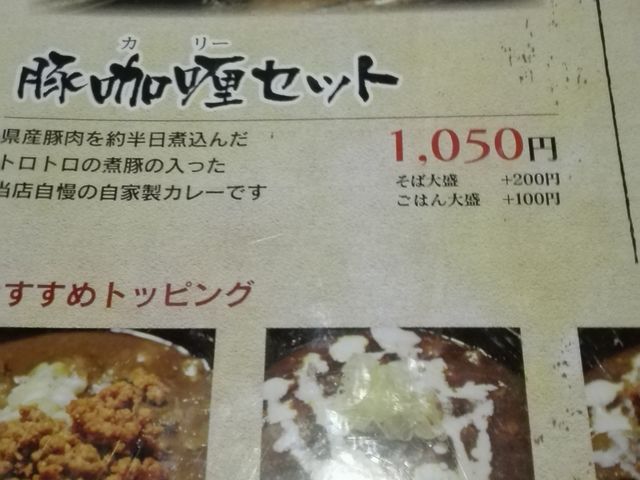 カリー
豚咖喱セット
県産豚肉を約半日煮込んだ
トロトロの煮豚の入った
当店自慢の自家製カレーです
1,050円
そば大盛 +200円
ごはん大盛 +100円
すすめトッピング